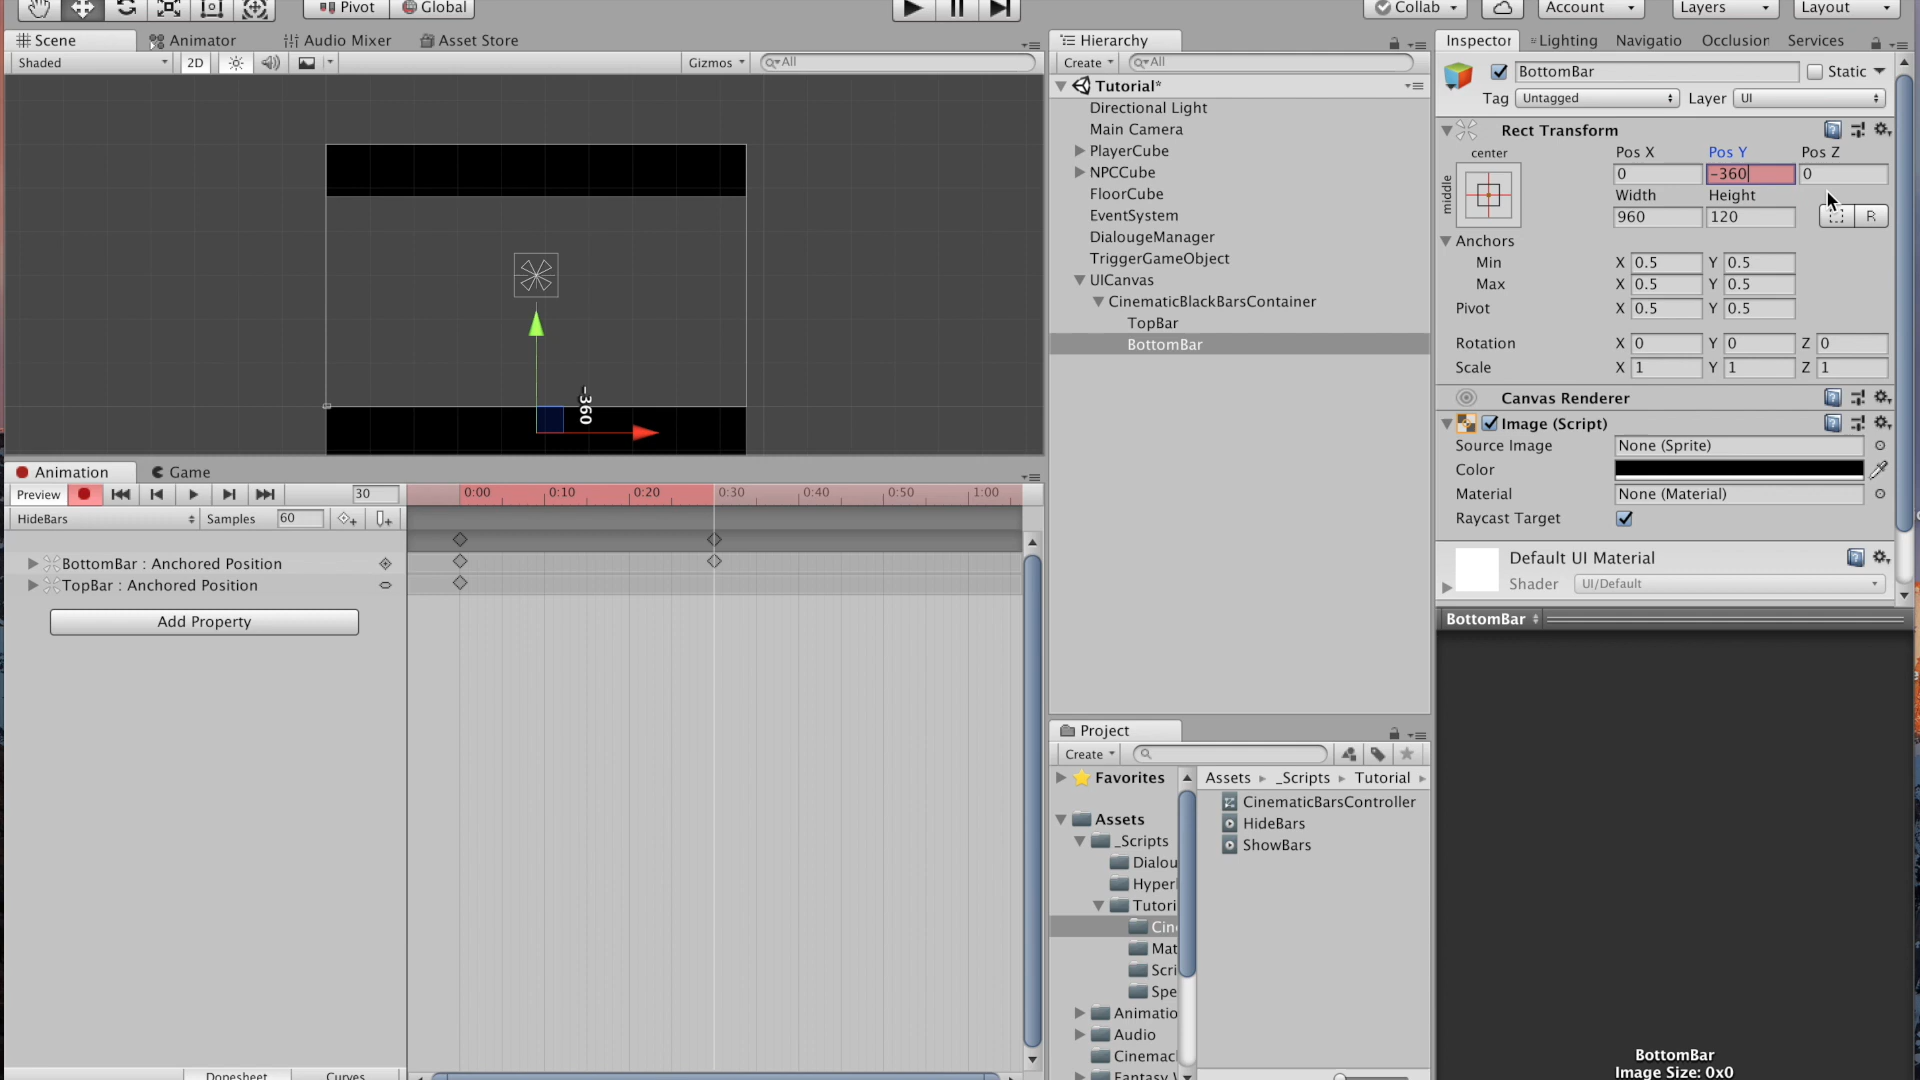 Pivot Global Collab Account Layers Layout
Scene Animator Audio Mixer Asset Store
Shaded 2D Gizmos All
Hierarchy
Create All
Tutorial*
Directional Light
Main Camera
PlayerCube
NPCCube
FloorCube
EventSystem
DialougeManager
TriggerGameObject
UICanvas
CinematicBlackBarsContainer
TopBar
BottomBar
-360
Inspector Lighting Navigatio Occlusion Services
BottomBar Static
Tag Untagged Layer UI
Rect Transform
center
middle
Pos X Pos Y Pos Z
0 -360 0
Width Height
960 120 R
Anchors
Min X 0.5 Y 0.5
Max X 0.5 Y 0.5
Pivot X 0.5 Y 0.5
Rotation X 0 Y 0 Z 0
Scale X 1 Y 1 Z 1
Canvas Renderer
Image (Script)
Source Image None (Sprite)
Color
Material None (Material)
Raycast Target
Default UI Material
Shader UI/Default
BottomBar
BottomBar
Image Size: 0x0
Animation Game
Preview 30 0:00 0:10 0:20 0:30 0:40 0:50 1:00
HideBars Samples 60
BottomBar : Anchored Position
TopBar : Anchored Position
Add Property
Dopesheet Curves
Project
Create
Favorites
Assets
_Scripts
Dialou
Hyperl
Tutori
Cin
Mat
Scri
Spe
Animatio
Audio
Cinemac
Fantasy
Assets _Scripts Tutorial
CinematicBarsController
HideBars
ShowBars